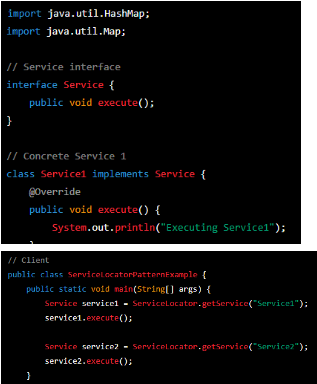 import java.util.HashMap;
import java.util.Map;
// Service interface
interface Service {
public void execute();
}
// Concrete Service 1
class Service1 implements Service {
@Override
public void execute() {
System.out.println("Executing Service1");
// Client
public class ServiceLocatorPatternExample {
public static void main(String[] args) {
Service service1 = ServiceLocator.getService("Service1");
service1.execute();
Service service2 = ServiceLocator.getService("Service2");
service2.execute();
}